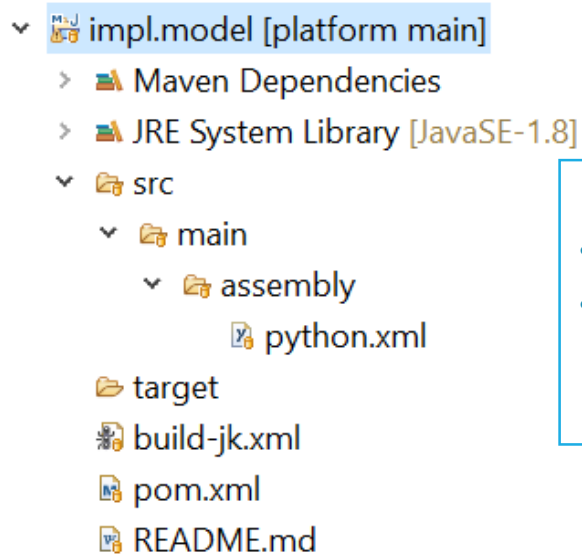 impl.model [platform main]
Maven Dependencies
JRE System Library [JavaSE-1.8]
src
main
assembly
python.xml
target
build-jk.xml
pom.xml
README.md